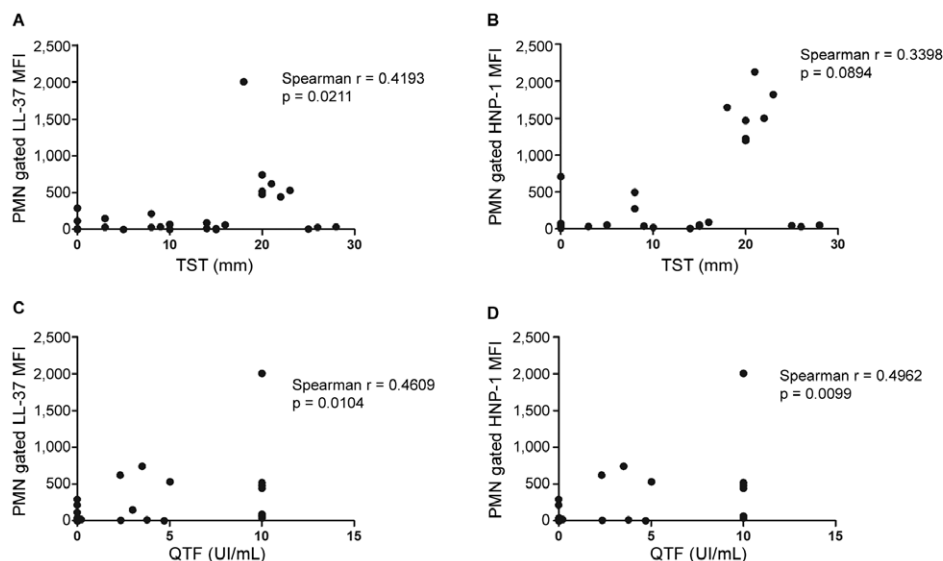 A
PMN gated LL-37 MFI
2,500
2,000
1,500
1,000
500
0
0
10
20
30
TST (mm)
Spearman r = 0.4193
p = 0.0211
B
PMN gated HNP-1 MFI
2,500
2,000
1,500
1,000
500
0
0
10
20
30
TST (mm)
Spearman r = 0.3398
p = 0.0894
C
PMN gated LL-37 MFI
2,500
2,000
1,500
1,000
500
0
0
5
10
15
QTF (UI/mL)
Spearman r = 0.4609
p = 0.0104
D
PMN gated HNP-1 MFI
2,500
2,000
1,500
1,000
500
0
0
5
10
15
QTF (UI/mL)
Spearman r = 0.4962
p = 0.0099